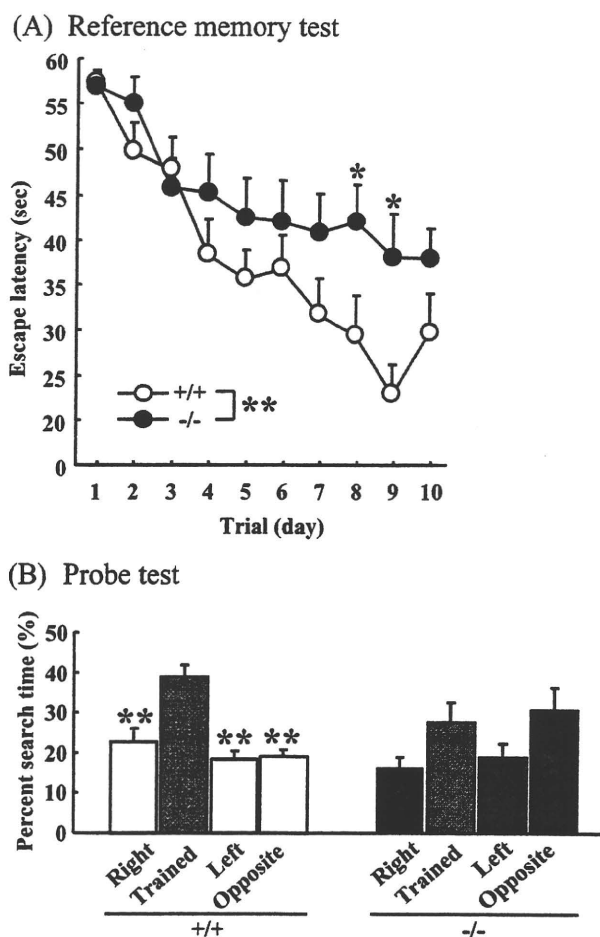 (A) Reference memory test
60
55
50
45
40
35
30
20
0
Escape latency (sec)
* *
+/+
-/-
**
1 2 3 4 5 6 7 8 9 10
Trial (day)
(B) Probe test
50
40
30
20
10
0
Percent search time (%)
** ** **
Right Trained Left Opposite Right Trained Left Opposite
+/+ -/-